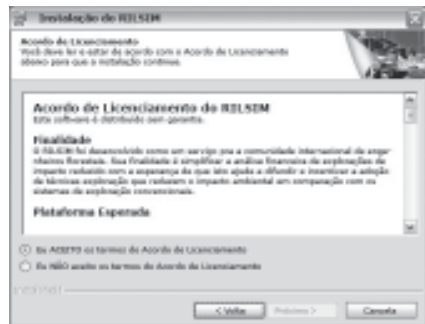 Instalação do RILSIM
Acordo de Licenciamento
Você deve ler e estar de acordo com o Acordo de Licenciamento
abaixo para que a instalação continue.
Acordo de Licenciamento do RILSIM
Este software é distribuído sem garantia.
Finalidade
O RILSIM foi desenvolvido como um serviço pra a comunidade internacional de enge-
nheiros florestais. Sua finalidade é simplificar a análise financeira de explorações de
impacto reduzido com a esperança de que isto ajude a difundir e incentivar a adoção
de técnicas exploração que reduzem o impacto ambiental em comparação com os
sistemas de exploração convencionais.
Plataforma Esperada
Eu ACEITO os termos do Acordo de Licenciamento
Eu NÃO aceito os termos do Acordo de Licenciamento
< Volta
Próximo >
Cancela